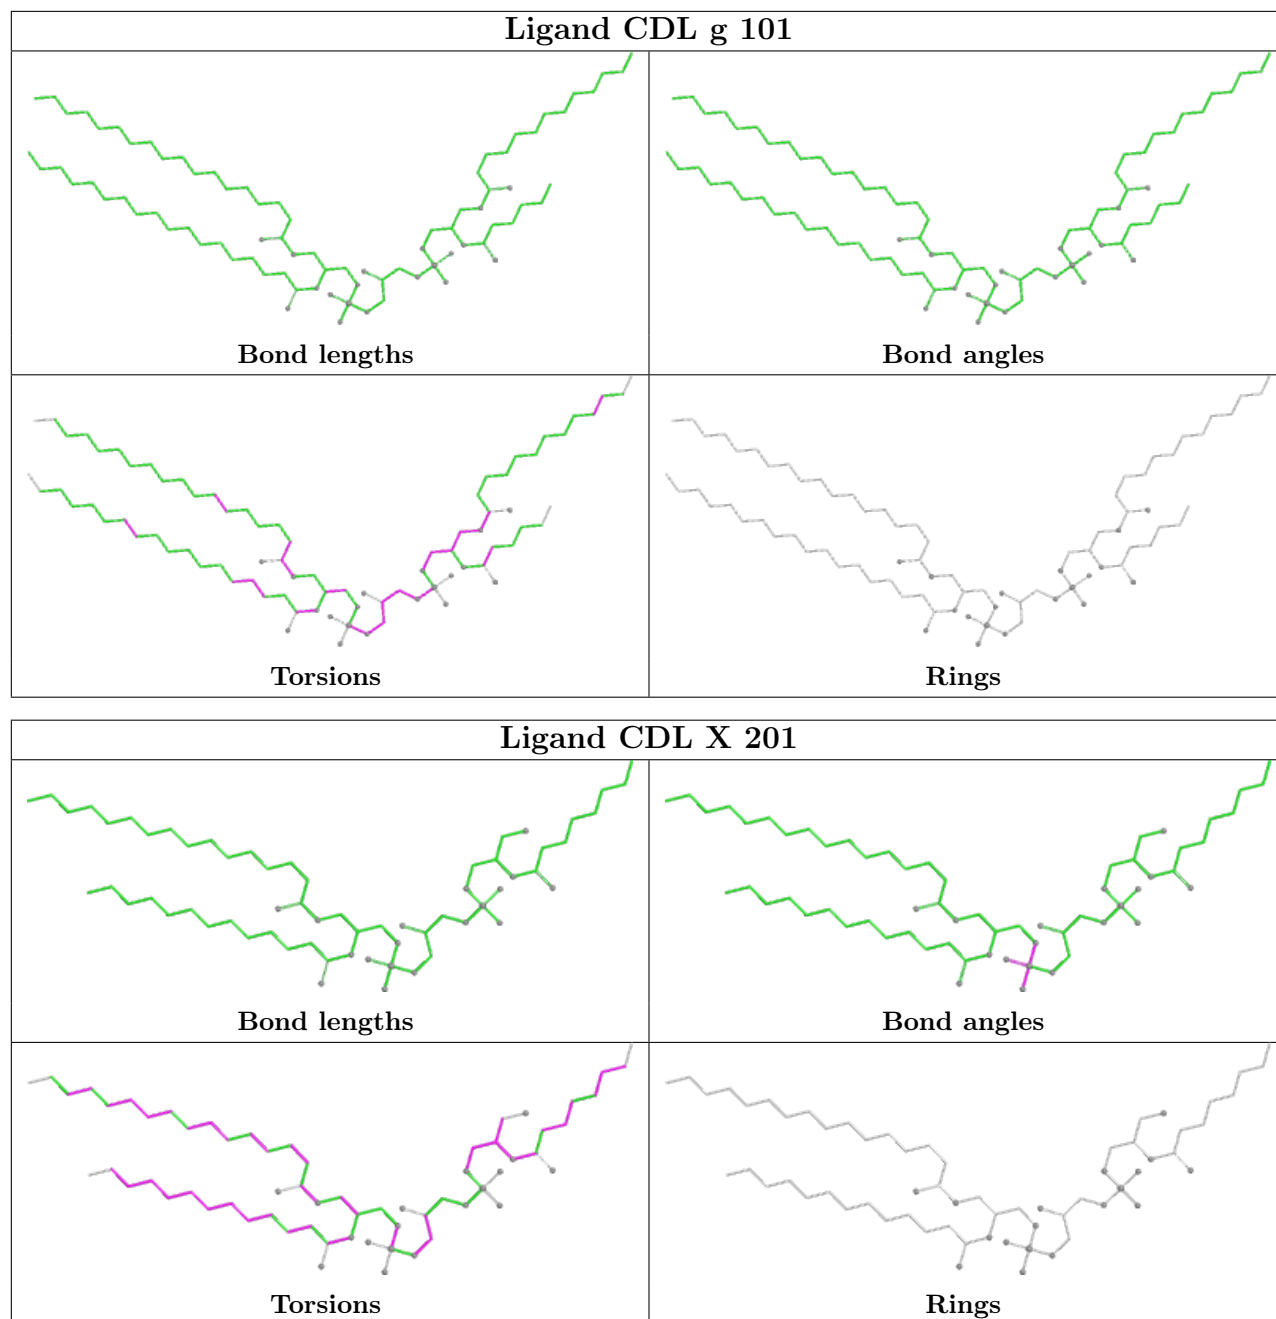 Ligand CDL g 101
Bond lengths
Bond angles
Torsions
Rings
Ligand CDL X 201
Bond lengths
Bond angles
Torsions
Rings